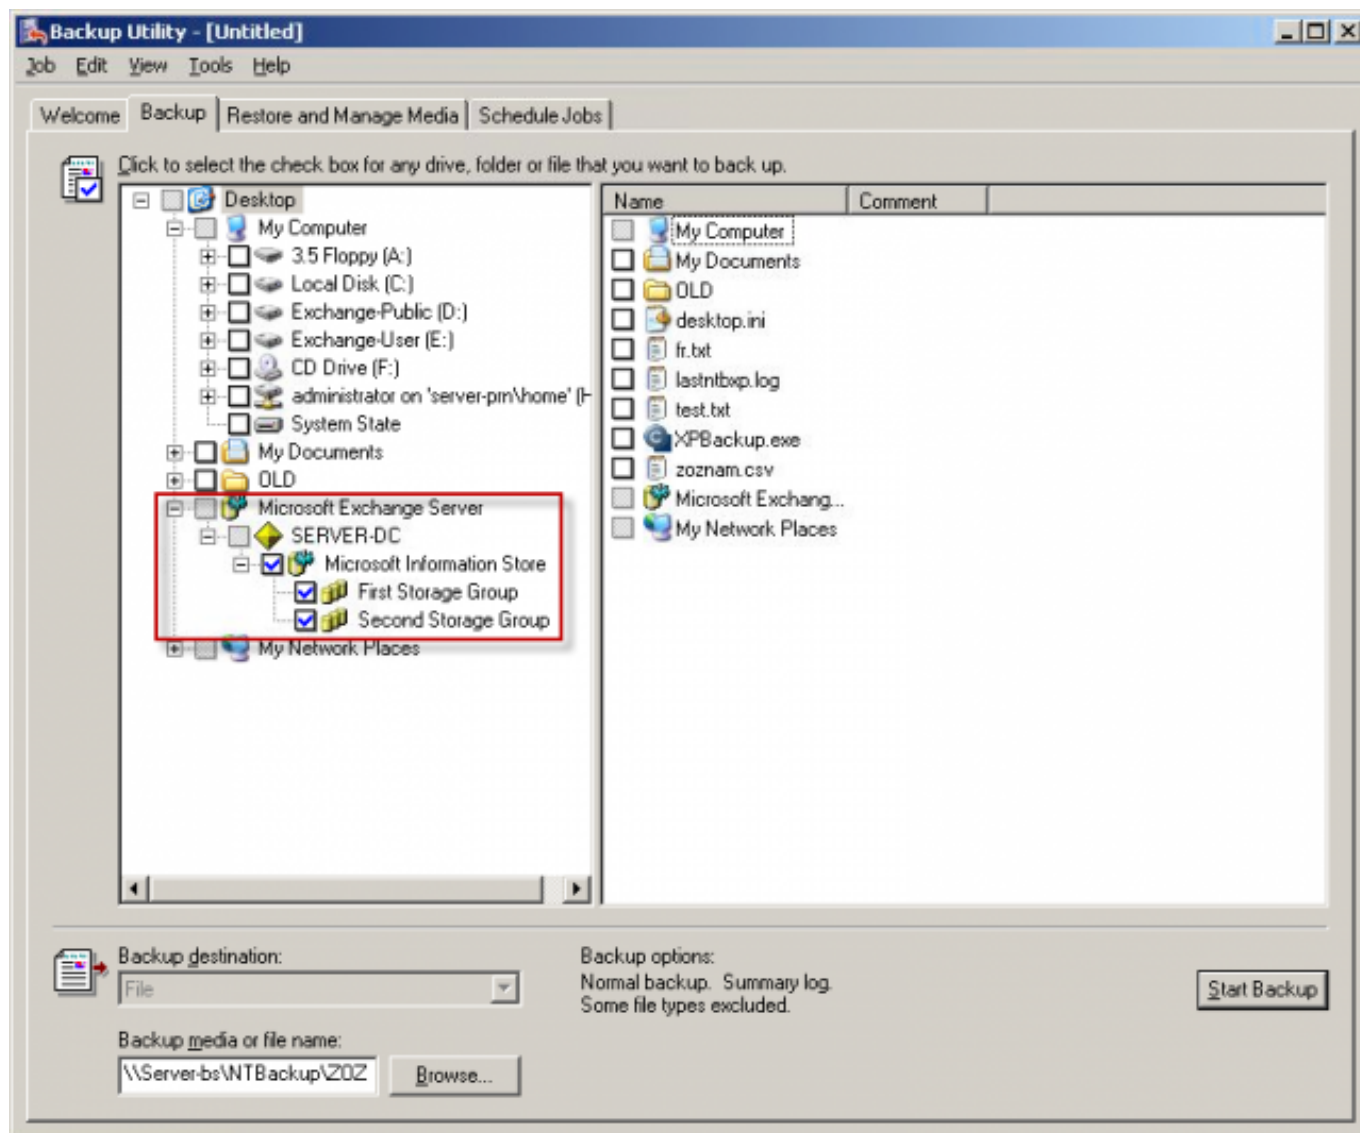 Backup Utility - [Untitled]
Job Edit View Tools Help
Welcome Backup Restore and Manage Media Schedule Jobs
Click to select the check box for any drive, folder or file that you want to back up.
Desktop
My Computer
3.5 Floppy (A:)
Local Disk (C:)
Exchange-Public (D:)
Exchange-User (E:)
CD Drive (F:)
administrator on 'server-prn\home' (H
System State
My Documents
OLD
Microsoft Exchange Server
SERVER-DC
Microsoft Information Store
First Storage Group
Second Storage Group
My Network Places
Name Comment
My Computer
My Documents
OLD
desktop.ini
fr.txt
lastntbxp.log
test.txt
XPBackup.exe
zoznam.csv
Microsoft Exchang...
My Network Places
Backup destination:
File
Backup media or file name:
\\Server-bs\NTBackup\ZOZ
Browse...
Backup options:
Normal backup. Summary log.
Some file types excluded.
Start Backup